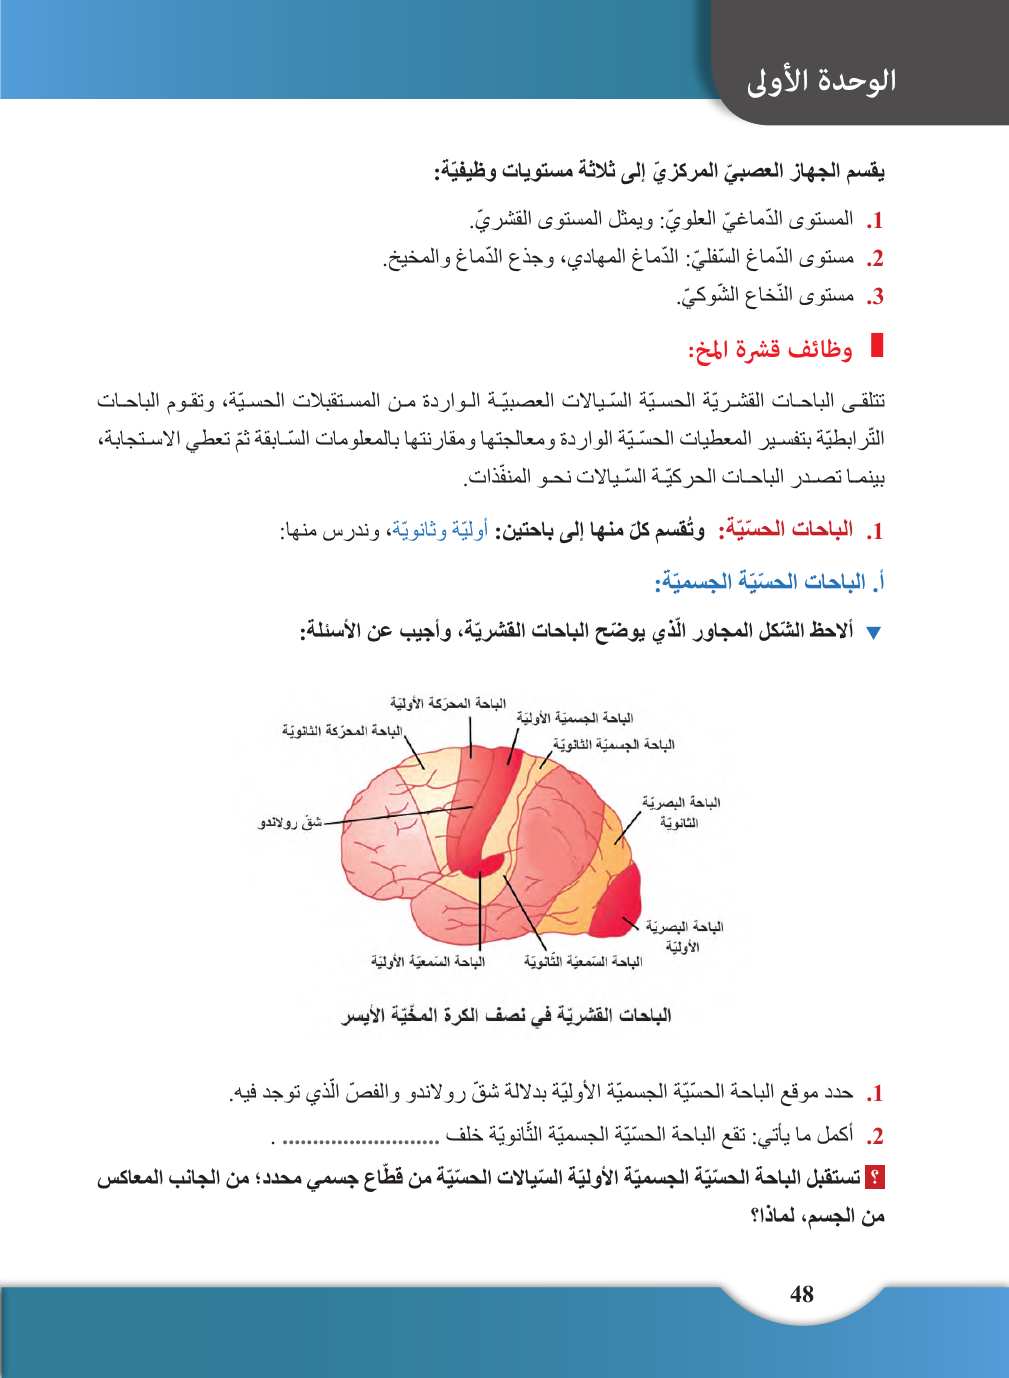 الوحدة الأولى
يقسم الجهاز العصبيّ المركزيّ إلى ثلاثة مستويات وظيفيّة:
1. المستوى الدّماغيّ العلويّ: ويمثل المستوى القشريّ.
2. مستوى الدّماغ السّفليّ: الدّماغ المهادي، وجذع الدّماغ والمخيخ.
3. مستوى النّخاع الشّوكيّ.
وظائف قشرة المخ:
تتلقى الباحات القشريّة الحسيّة السّيالات العصبيّة الواردة من المستقبلات الحسيّة، وتقوم الباحات
التّرابطيّة بتفسير المعطيات الحسّيّة الواردة ومعالجتها ومقارنتها بالمعلومات السّابقة ثمّ تعطي الاستجابة،
بينما تصدر الباحات الحركيّة السّيالات نحو المنفّذات.
1. الباحات الحسّيّة: وتُقسم كلّ منها إلى باحتين: أوليّة وثانويّة، وندرس منها:
أ. الباحات الحسّيّة الجسميّة:
ألاحظ الشّكل المجاور الّذي يوضّح الباحات القشريّة، وأجيب عن الأسئلة:
الباحة المحرّكة الأوليّة
الباحة الجسميّة الأوليّة
الباحة المحرّكة الثانويّة
الباحة الجسميّة الثانويّة
الباحة البصريّة
الثانويّة
شقّ رولاندو
الباحة البصريّة
الأوليّة
الباحة السّمعيّة الثّانويّة
الباحة السّمعيّة الأوليّة
الباحات القشريّة في نصف الكرة المخّيّة الأيسر
1. حدد موقع الباحة الحسّيّة الجسميّة الأوليّة بدلالة شقّ رولاندو والفصّ الّذي توجد فيه.
2. أكمل ما يأتي: تقع الباحة الحسّيّة الجسميّة الثّانويّة خلف .......................... .
؟ تستقبل الباحة الحسّيّة الجسميّة الأوليّة السّيالات الحسّيّة من قطّاع جسمي محدد؛ من الجانب المعاكس
من الجسم، لماذا؟
48